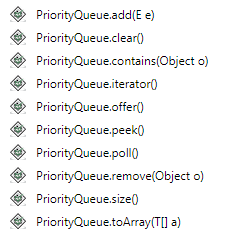 PriorityQueue.add(E e)
PriorityQueue.clear()
PriorityQueue.contains(Object o)
PriorityQueue.iterator()
PriorityQueue.offer()
PriorityQueue.peek()
PriorityQueue.poll()
PriorityQueue.remove(Object o)
PriorityQueue.size()
PriorityQueue.toArray(T[] a)